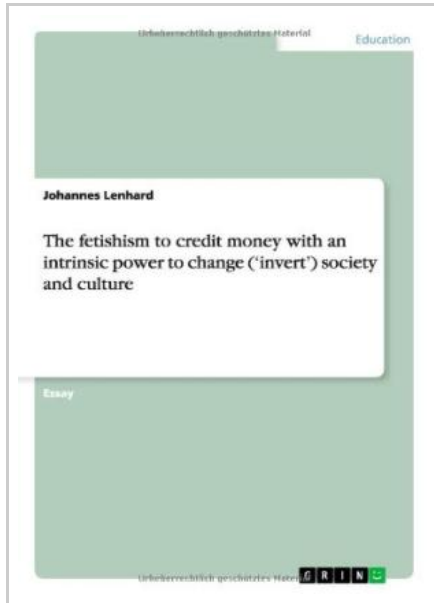 Urheberrechtlich geschütztes Material
Education
Johannes Lenhard
The fetishism to credit money with an
intrinsic power to change (‘invert’) society
and culture
Essay
Urheberrechtlich geschütztes Mater
GRIN